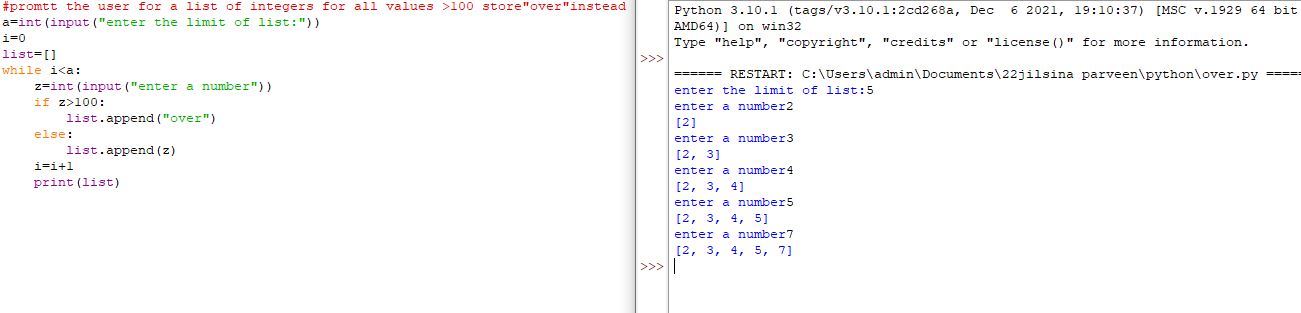 #promtt the user for a list of integers for all values >100 store"over"instead
a=int(input("enter the limit of list:"))
i=0
list=[]
while i<a:
    z=int(input("enter a number"))
    if z>100:
        list.append("over")
    else:
        list.append(z)
    i=i+1
    print(list)
Python 3.10.1 (tags/v3.10.1:2cd268a, Dec  6 2021, 19:10:37) [MSC v.1929 64 bit
AMD64)] on win32
Type "help", "copyright", "credits" or "license()" for more information.
>>>
====== RESTART: C:\Users\admin\Documents\22jilsina parveen\python\over.py =====
enter the limit of list:5
enter a number2
[2]
enter a number3
[2, 3]
enter a number4
[2, 3, 4]
enter a number5
[2, 3, 4, 5]
enter a number7
[2, 3, 4, 5, 7]
>>>